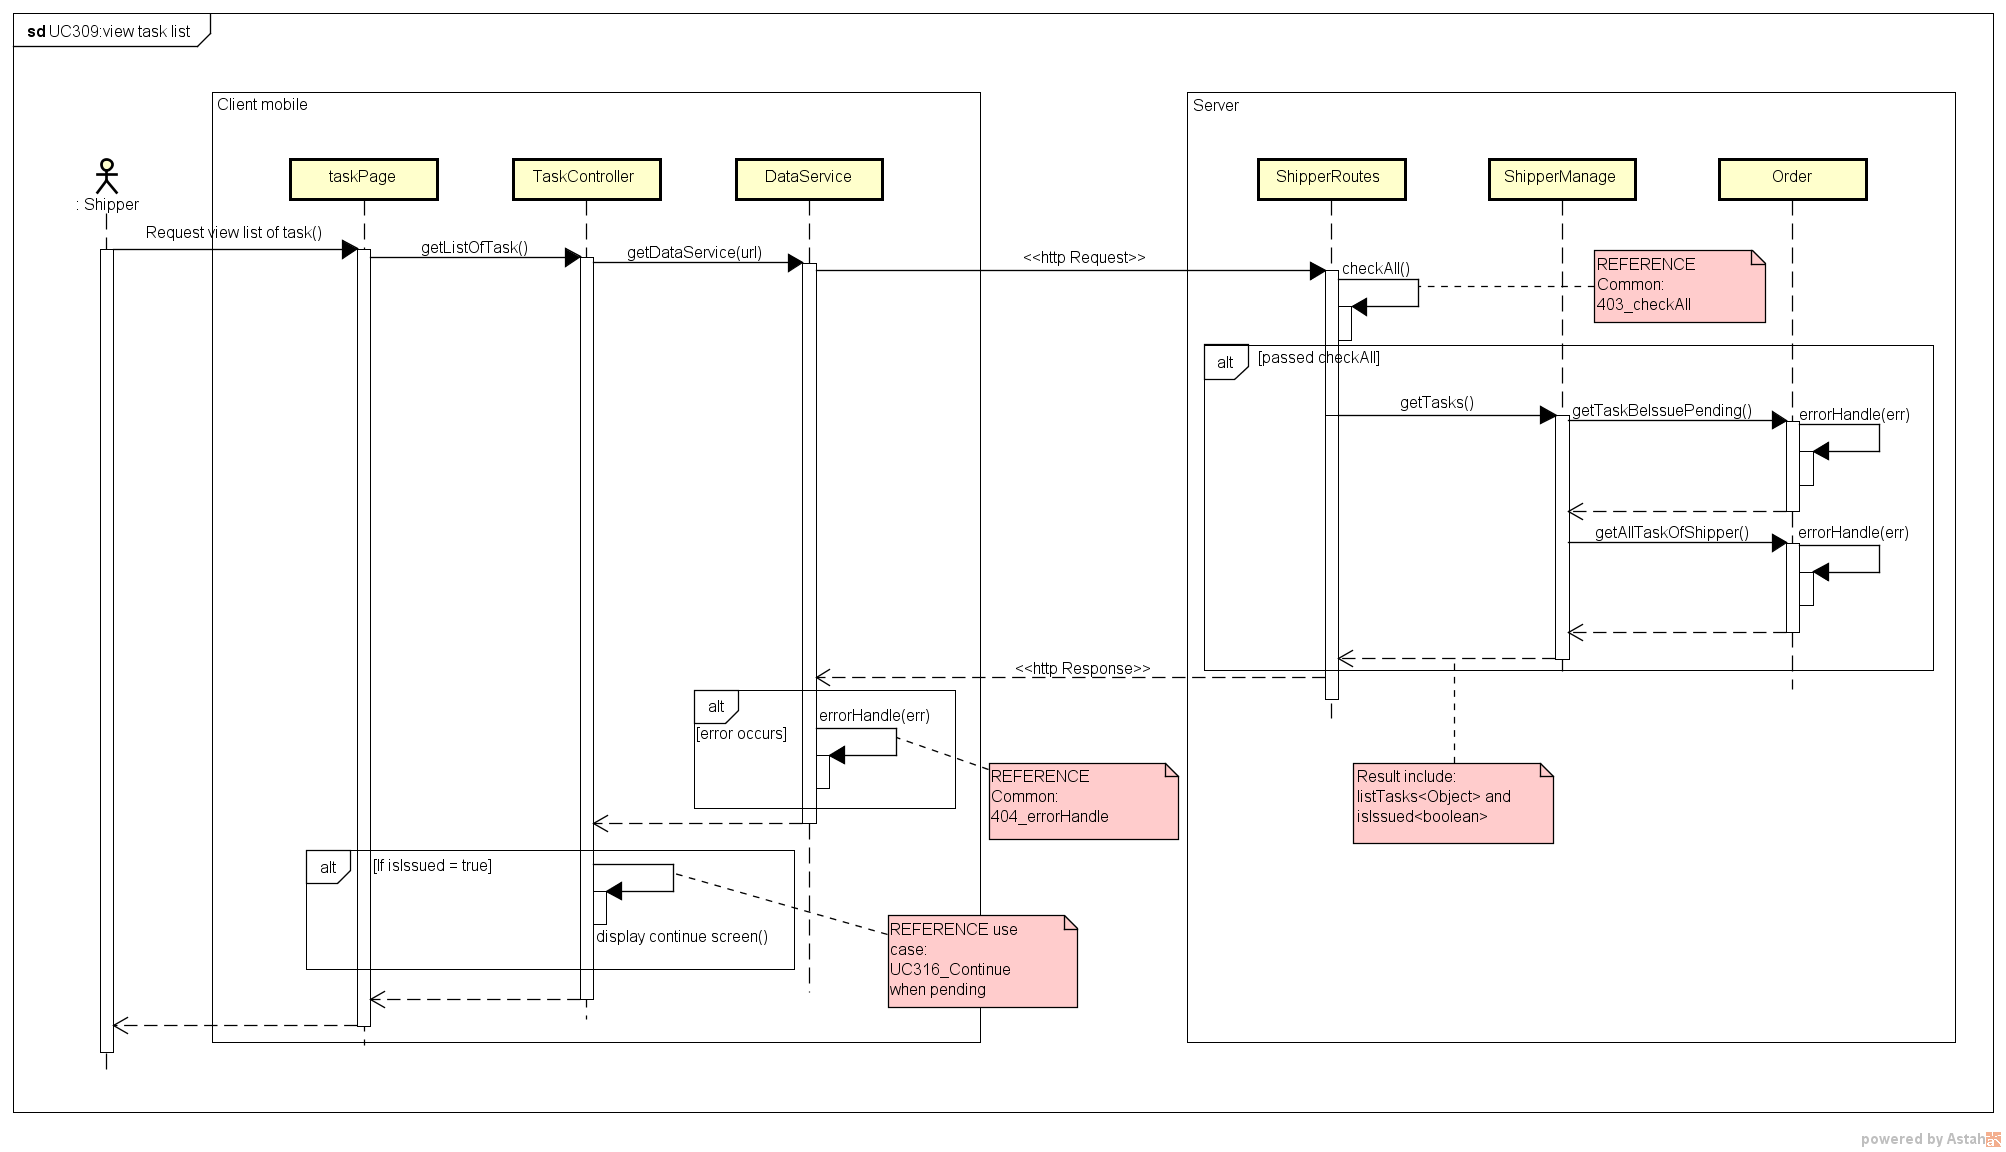 sd UC309:view task list
Client mobile
Server
: Shipper
taskPage
TaskController
DataService
ShipperRoutes
ShipperManage
Order
Request view list of task()
getListOfTask()
getDataService(url)
<<http Request>>
checkAll()
REFERENCE
Common:
403_checkAll
alt
[passed checkAll]
getTasks()
getTaskBeIssuePending()
errorHandle(err)
getAllTaskOfShipper()
errorHandle(err)
<<http Response>>
alt
[error occurs]
errorHandle(err)
REFERENCE
Common:
404_errorHandle
Result include:
listTasks<Object> and
isIssued<boolean>
alt
[If isIssued = true]
display continue screen()
REFERENCE use
case:
UC316_Continue
when pending
powered by Astah